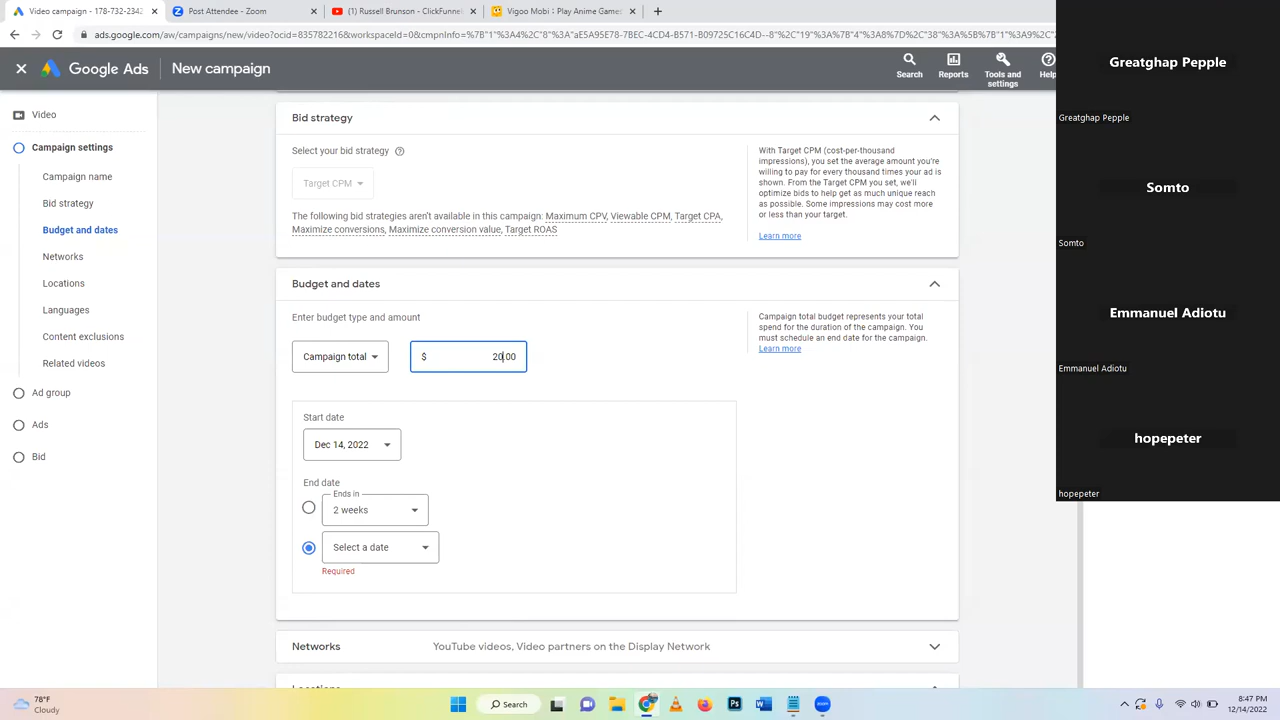 Video campaign - 178-732-2342
Post Attendee - Zoom
(1) Russell Brunson - ClickFunnel
Vigoo Mobi : Play Anime Games
ads.google.com/aw/campaigns/new/video?ocid=835782216&workspaceId=0&cmpnInfo=%7B"1"%3A4%2C"8"%3A"aE5A95E78-7BEC-4CD4-B571-B09725C16C4D--8"%2C"19"%3A%7B"4"%3A8%7D%2C"38"%3A%5B%7B"1"%3A9%2C"
Google Ads
New campaign
Search
Reports
Tools and settings
Help
Video
Campaign settings
Campaign name
Bid strategy
Budget and dates
Networks
Locations
Languages
Content exclusions
Related videos
Ad group
Ads
Bid
Bid strategy
Select your bid strategy
Target CPM
The following bid strategies aren't available in this campaign: Maximum CPV, Viewable CPM, Target CPA,
Maximize conversions, Maximize conversion value, Target ROAS
With Target CPM (cost-per-thousand
impressions), you set the average amount you're
willing to pay for every thousand times your ad is
shown. From the Target CPM you set, we'll
optimize bids to help get as much unique reach
as possible. Some impressions may cost more
or less than your target.
Learn more
Budget and dates
Enter budget type and amount
Campaign total
$ 20.00
Campaign total budget represents your total
spend for the duration of the campaign. You
must schedule an end date for the campaign.
Learn more
Start date
Dec 14, 2022
End date
Ends in
2 weeks
Select a date
Required
Networks
YouTube videos, Video partners on the Display Network
Greatghap Pepple
Greatghap Pepple
Somto
Somto
Emmanuel Adiotu
Emmanuel Adiotu
hopepeter
hopepeter
78°F
Cloudy
Search
8:47 PM
12/14/2022